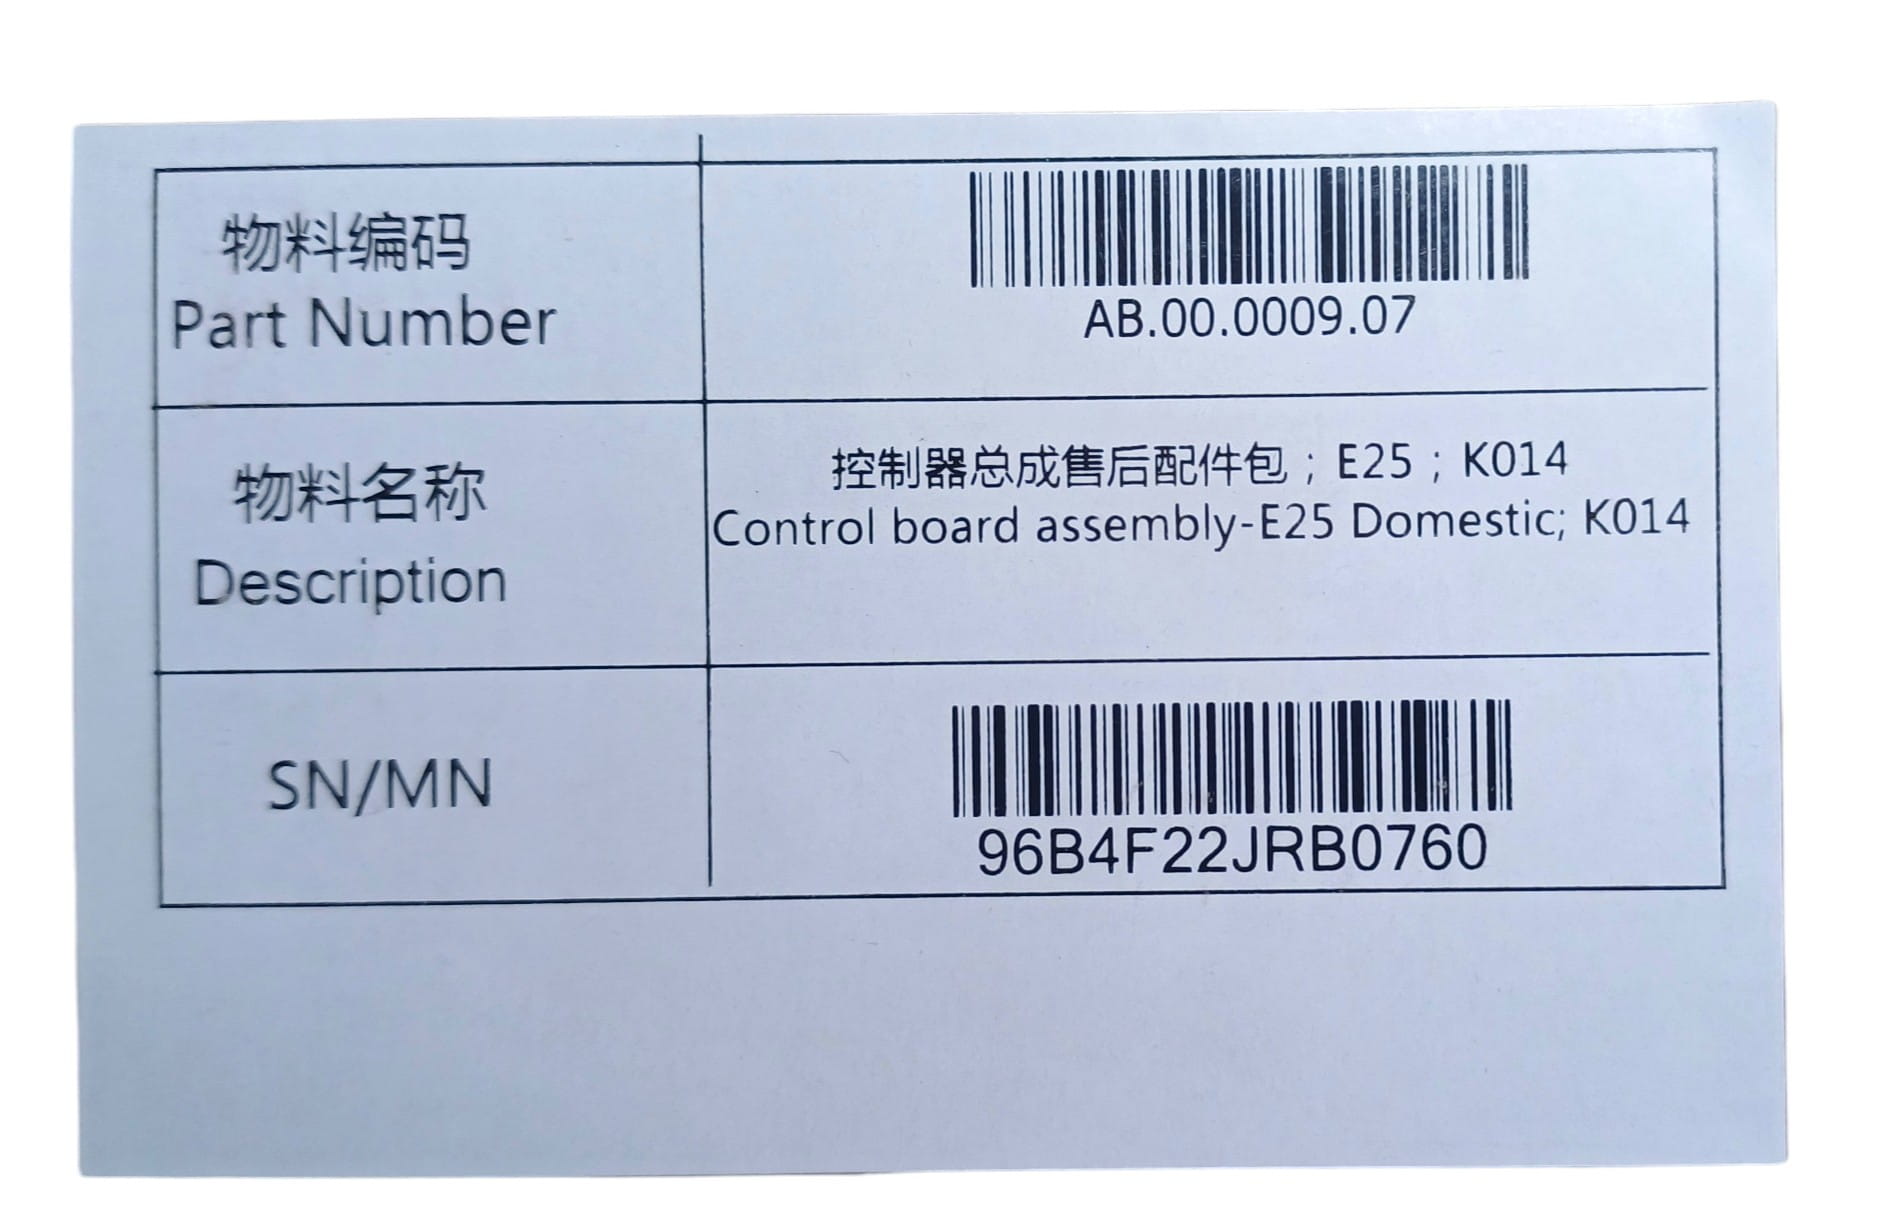 物料编码
Part Number
AB.00.0009.07
物料名称
Description
控制器总成售后配件包；E25；K014
Control board assembly-E25 Domestic; K014
SN/MN
96B4F22JRB0760